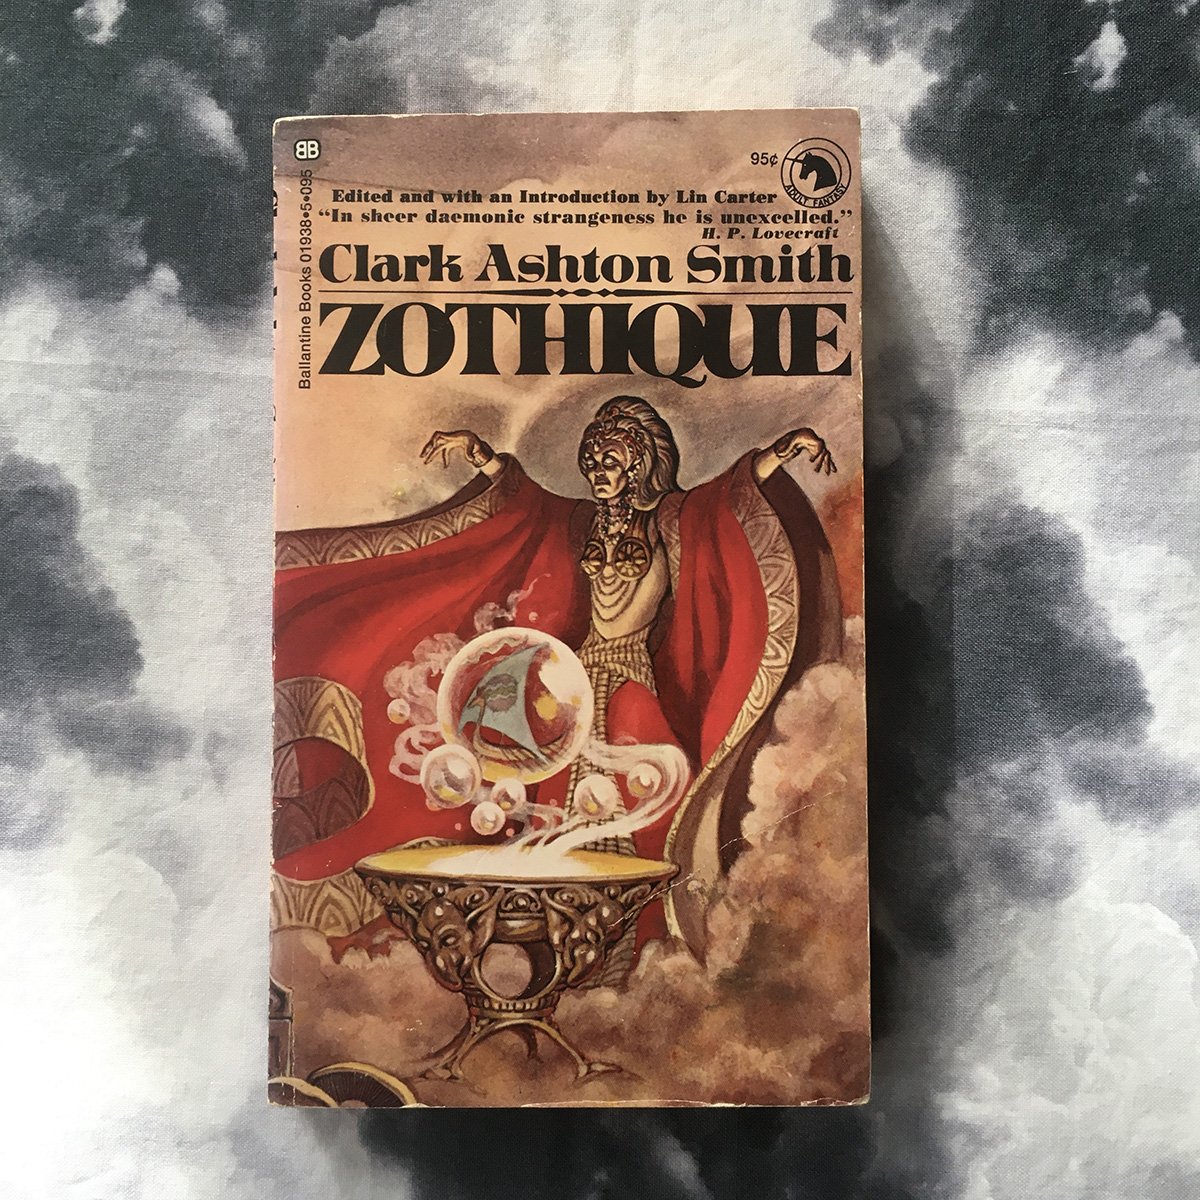 BB
95¢
ADULT FANTASY
Edited and with an Introduction by Lin Carter
“In sheer daemonic strangeness he is unexcelled.”
H. P. Lovecraft
Clark Ashton Smith
ZOTHIQUE
Ballantine Books 01938•5•095